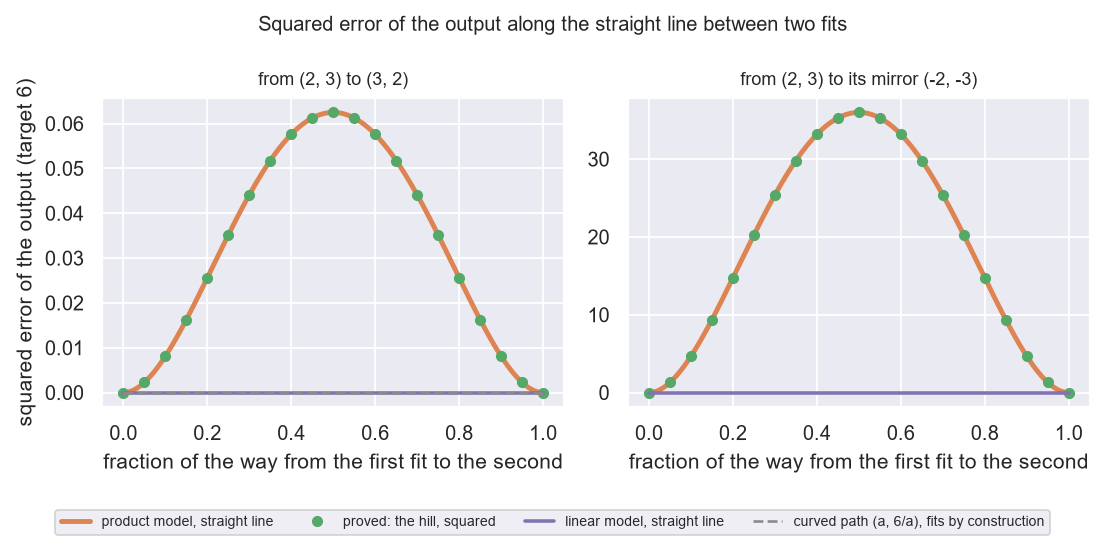 Squared error of the output along the straight line between two fits
from (2, 3) to (3, 2)
squared error of the output (target 6)
0.06
0.05
0.04
0.03
0.02
0.01
0.00
0.0 0.2 0.4 0.6 0.8 1.0
fraction of the way from the first fit to the second
from (2, 3) to its mirror (-2, -3)
30
20
10
0
0.0 0.2 0.4 0.6 0.8 1.0
fraction of the way from the first fit to the second
product model, straight line proved: the hill, squared linear model, straight line curved path (a, 6/a), fits by construction